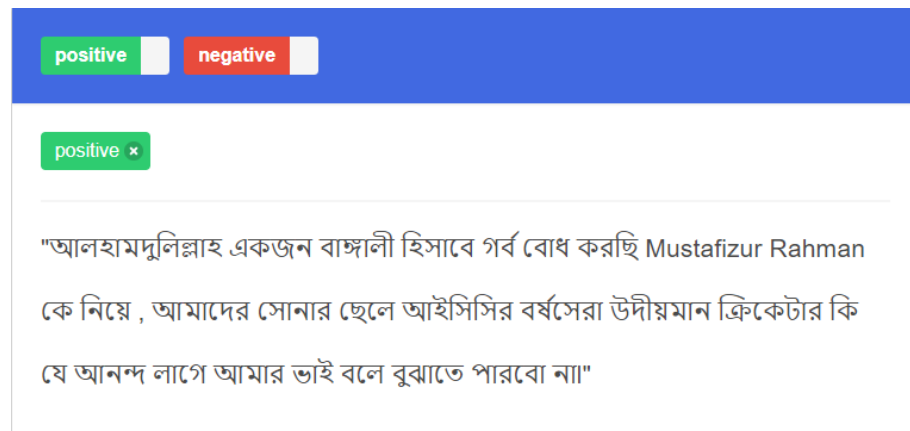 positive negative
positive ×
"আলহামদুলিল্লাহ একজন বাঙ্গালী হিসাবে গর্ব বোধ করছি Mustafizur Rahman
কে নিয়ে , আমাদের সোনার ছেলে আইসিসির বর্ষসেরা উদীয়মান ক্রিকেটার কি
যে আনন্দ লাগে আমার ভাই বলে বুঝাতে পারবো না৷"